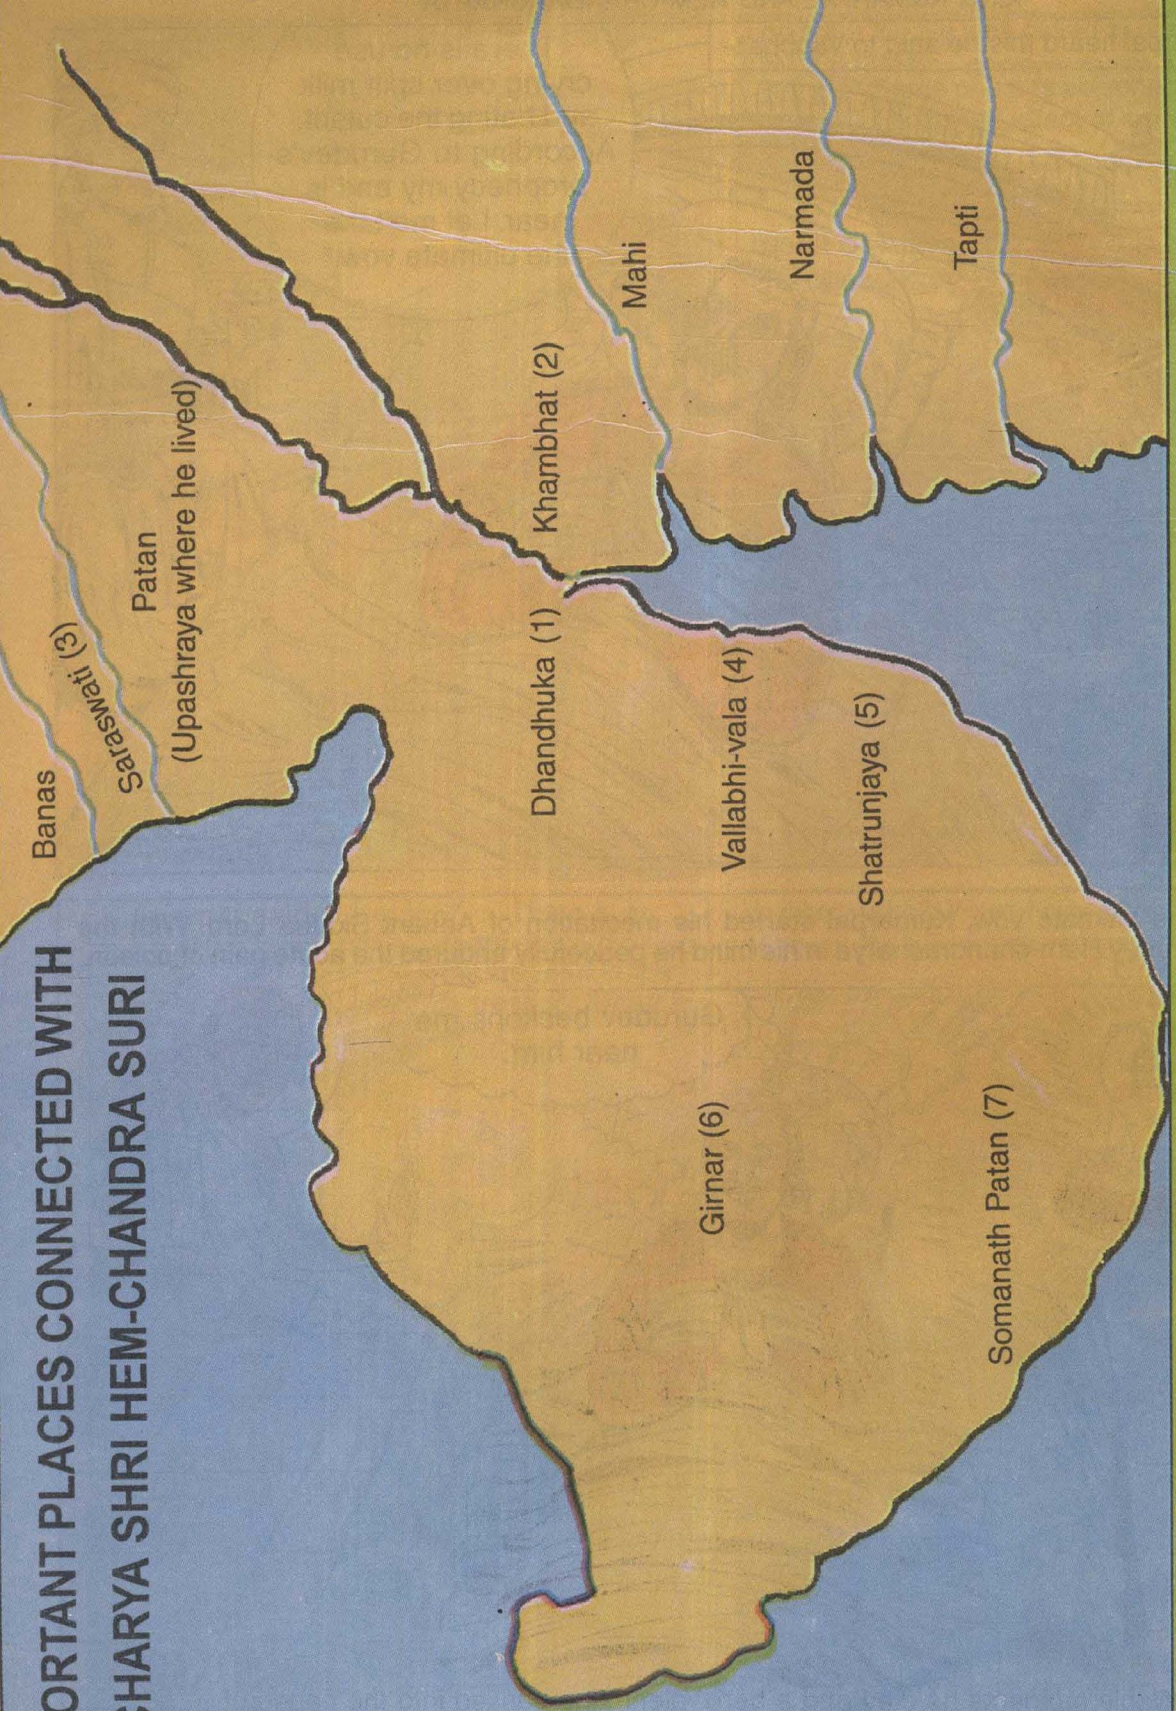 ORTANT PLACES CONNECTED WITH
CHARYA SHRI HEM-CHANDRA SURI
Banas
Saraswati (3)
Patan
(Upashraya where he lived)
Dhandhuka (1)
Khambhat (2)
Mahi
Narmada
Tapti
Vallabhi-vala (4)
Shatrunjaya (5)
Girnar (6)
Somanath Patan (7)